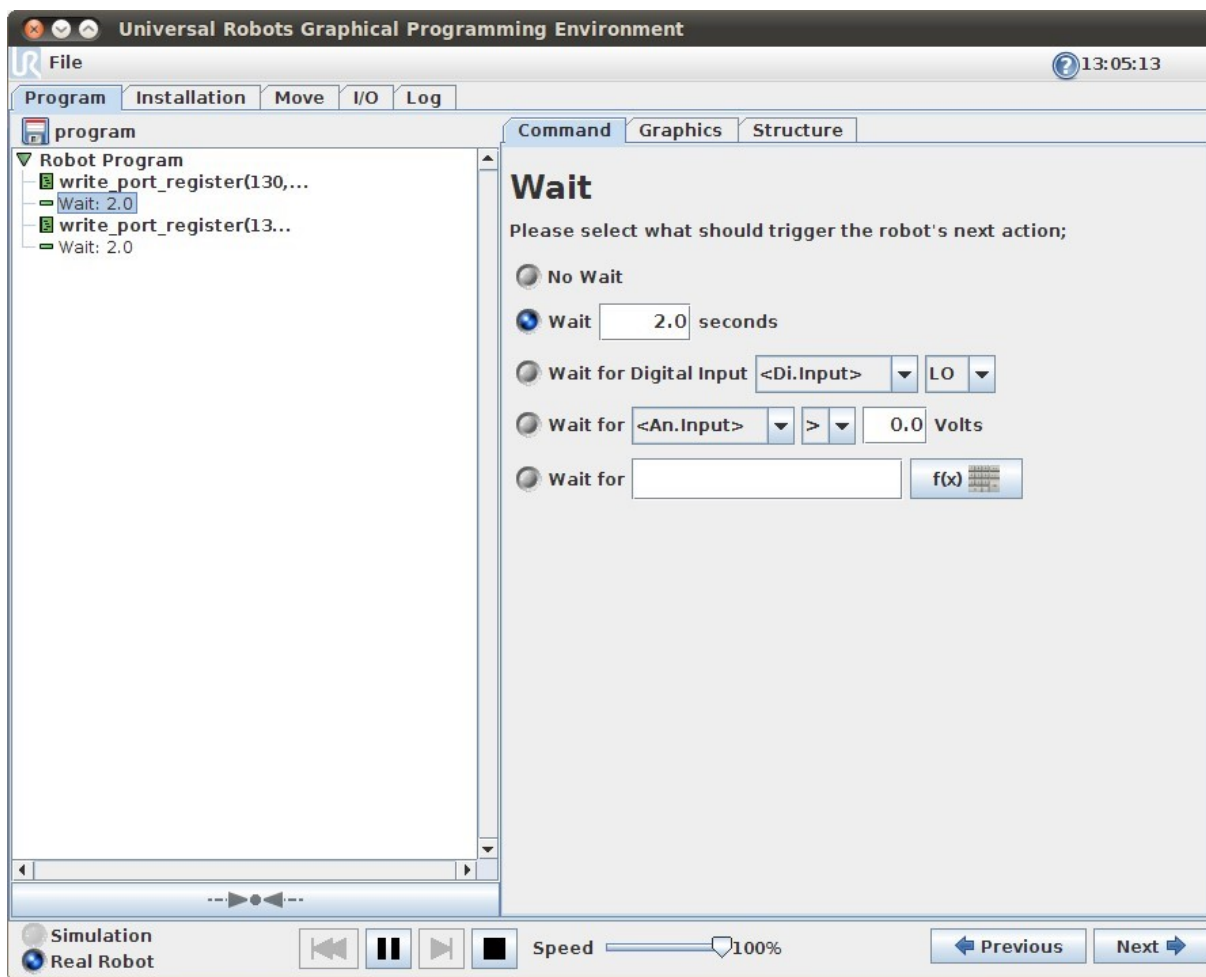 Universal Robots Graphical Programming Environment
File
13:05:13
Program Installation Move I/O Log
program
Robot Program
write_port_register(130,...
Wait: 2.0
write_port_register(13...
Wait: 2.0
Command Graphics Structure
Wait
Please select what should trigger the robot's next action;
No Wait
Wait 2.0 seconds
Wait for Digital Input <Di.Input> LO
Wait for <An.Input> > 0.0 Volts
Wait for f(x)
Simulation
Real Robot
Speed 100%
Previous Next